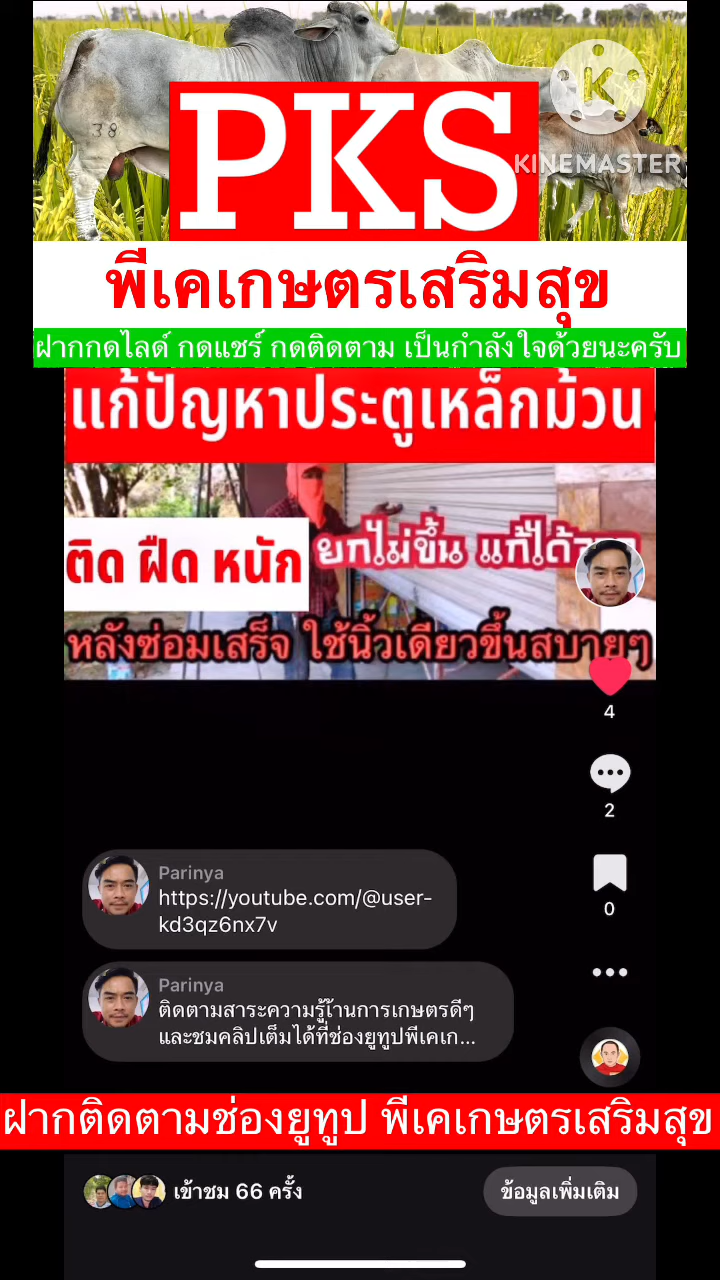 38
PKS
KINEMASTER
พีเคเกษตรเสริมสุข
ฝากกดไลด์ กดแชร์ กดติดตาม เป็นกำลังใจด้วยนะครับ
แก้ปัญหาประตูเหล็กม้วน
ติด ฝืด หนัก
ยกไม่ขึ้น แก้ได้
หลังซ่อมเสร็จ ใช้นิ้วเดียวขึ้นสบายๆ
4
2
0
Parinya
https://youtube.com/@user-
kd3qz6nx7v
Parinya
ติดตามสาระความรู้เ้านการเกษตรดีๆ
และชมคลิปเต็มได้ที่ช่องยูทูปพีเคเก...
ฝากติดตามช่องยูทูป พีเคเกษตรเสริมสุข
เข้าชม 66 ครั้ง
ข้อมูลเพิ่มเติม